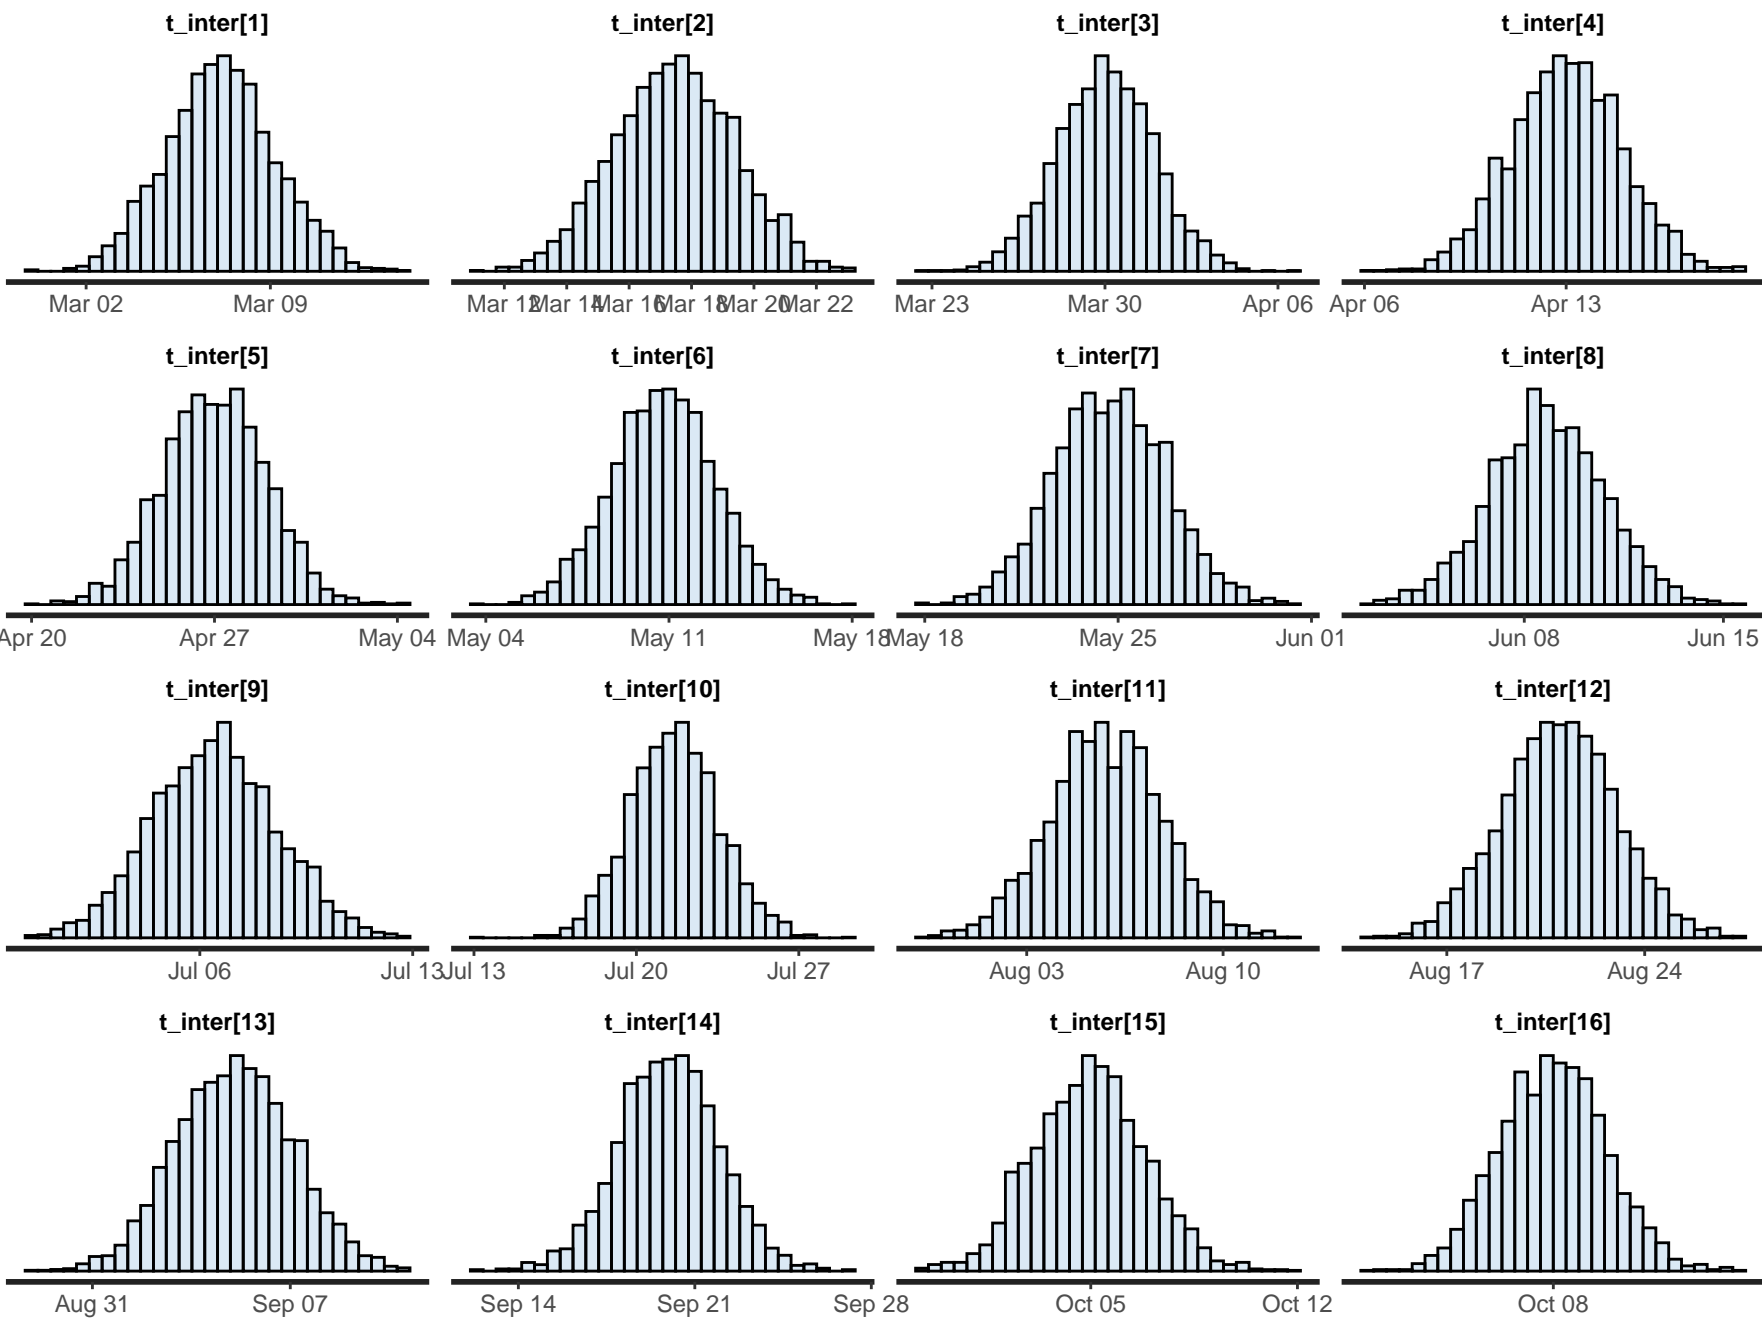 t_inter[1] t_inter[2] t_inter[3] t_inter[4]
Mar 02 Mar 09 Mar 12 Mar 14 Mar 16 Mar 18 Mar 20 Mar 22 Mar 23 Mar 30 Apr 06 Apr 06 Apr 13
t_inter[5] t_inter[6] t_inter[7] t_inter[8]
Apr 20 Apr 27 May 04 May 04 May 11 May 18 May 18 May 25 Jun 01 Jun 08 Jun 15
t_inter[9] t_inter[10] t_inter[11] t_inter[12]
Jul 06 Jul 13 Jul 13 Jul 20 Jul 27 Aug 03 Aug 10 Aug 17 Aug 24
t_inter[13] t_inter[14] t_inter[15] t_inter[16]
Aug 31 Sep 07 Sep 14 Sep 21 Sep 28 Oct 05 Oct 12 Oct 08